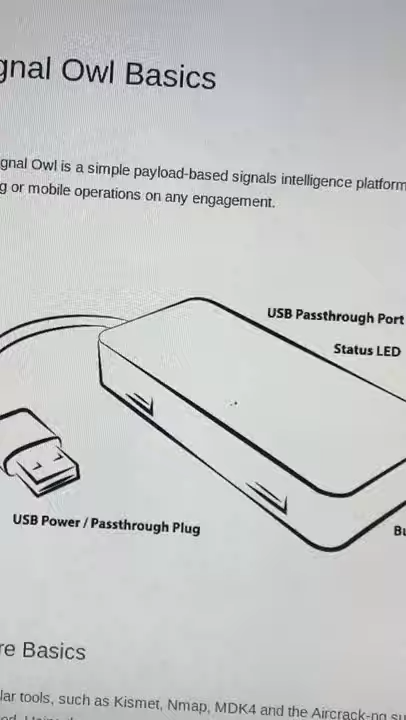 gnal Owl Basics
gnal Owl is a simple payload-based signals intelligence platform
g or mobile operations on any engagement.
USB Passthrough Port
Status LED
USB Power / Passthrough Plug
Bu
re Basics
lar tools, such as Kismet, Nmap, MDK4 and the Aircrack-ng su